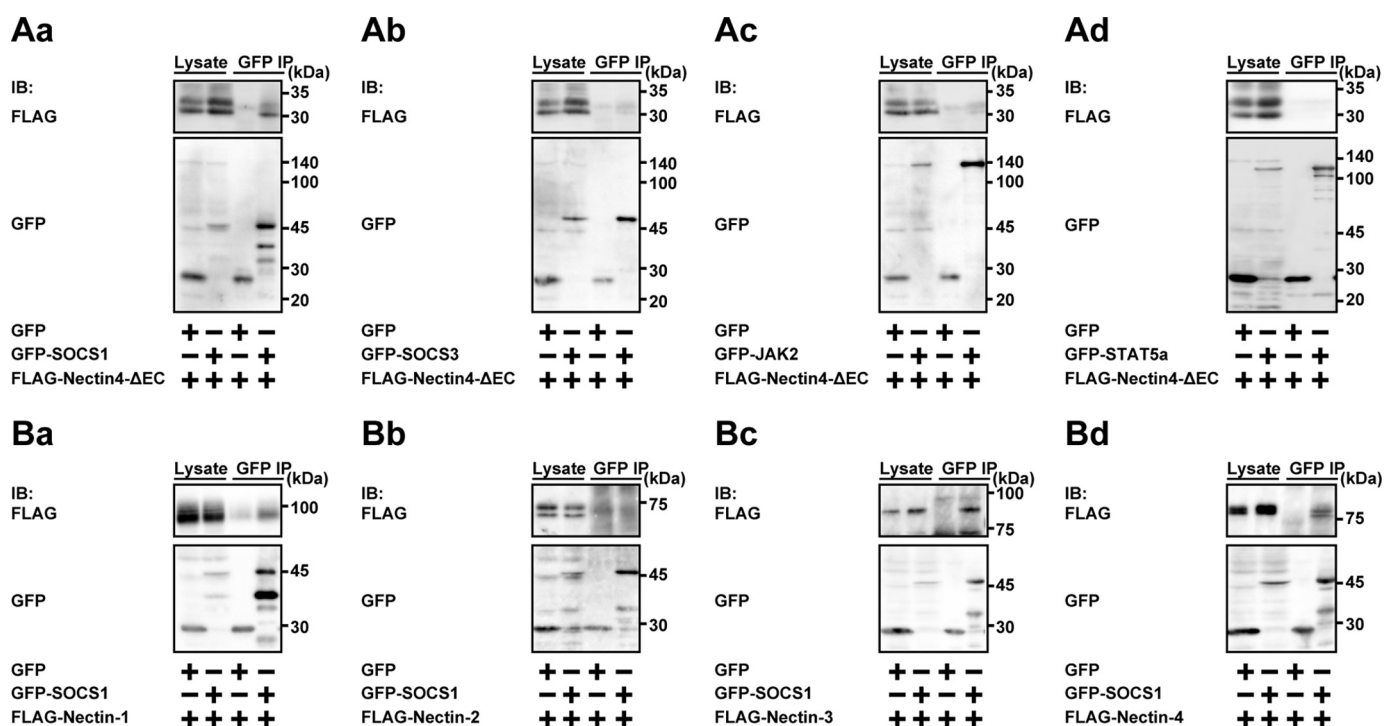 Aa
Lysate GFP IP (kDa)
IB:
FLAG
35
30
GFP
140
100
45
30
20
GFP + − + −
GFP-SOCS1 − + − +
FLAG-Nectin4-ΔEC + + + +
Ab
Lysate GFP IP (kDa)
IB:
FLAG
35
30
GFP
140
100
45
30
20
GFP + − + −
GFP-SOCS3 − + − +
FLAG-Nectin4-ΔEC + + + +
Ac
Lysate GFP IP (kDa)
IB:
FLAG
35
30
GFP
140
100
45
30
20
GFP + − + −
GFP-JAK2 − + − +
FLAG-Nectin4-ΔEC + + + +
Ad
Lysate GFP IP (kDa)
IB:
FLAG
35
30
GFP
140
100
45
30
20
GFP + − + −
GFP-STAT5a − + − +
FLAG-Nectin4-ΔEC + + + +
Ba
Lysate GFP IP (kDa)
IB:
FLAG
100
GFP
45
30
GFP + − + −
GFP-SOCS1 − + − +
FLAG-Nectin-1 + + + +
Bb
Lysate GFP IP (kDa)
IB:
FLAG
75
GFP
45
30
GFP + − + −
GFP-SOCS1 − + − +
FLAG-Nectin-2 + + + +
Bc
Lysate GFP IP (kDa)
IB:
FLAG
100
75
GFP
45
30
GFP + − + −
GFP-SOCS1 − + − +
FLAG-Nectin-3 + + + +
Bd
Lysate GFP IP (kDa)
IB:
FLAG
75
GFP
45
30
GFP + − + −
GFP-SOCS1 − + − +
FLAG-Nectin-4 + + + +